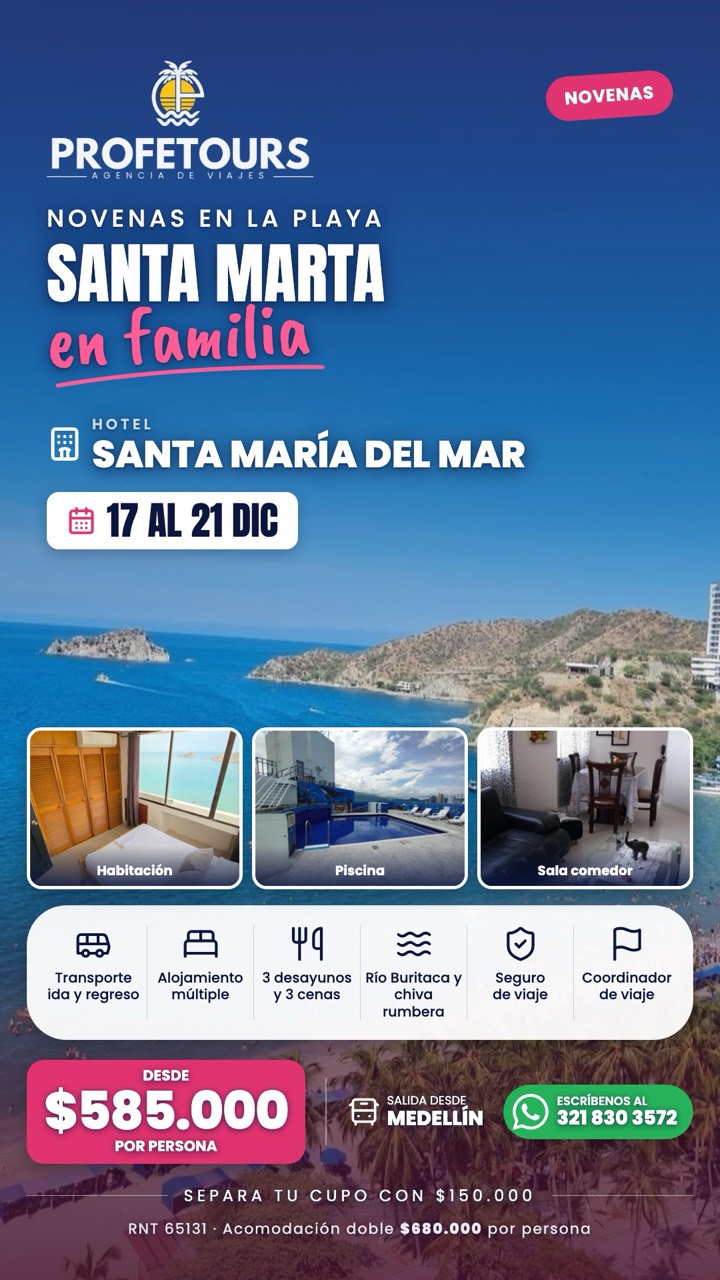 NOVENAS
PROFETOURS
AGENCIA DE VIAJES
NOVENAS EN LA PLAYA
SANTA MARTA
en familia
HOTEL
SANTA MARÍA DEL MAR
17 AL 21 DIC
Habitación
Piscina
Sala comedor
Transporte
ida y regreso
Alojamiento
múltiple
3 desayunos
y 3 cenas
Río Buritaca y
chiva
rumbera
Seguro
de viaje
Coordinador
de viaje
DESDE
$585.000
POR PERSONA
SALIDA DESDE
MEDELLÍN
ESCRÍBENOS AL
321 830 3572
SEPARA TU CUPO CON $150.000
RNT 65131 · Acomodación doble $680.000 por persona